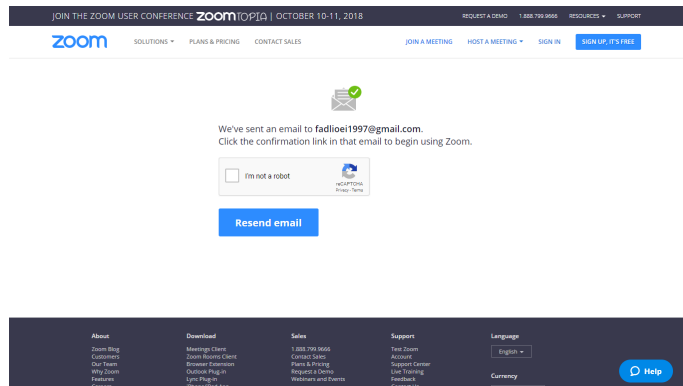 JOIN THE ZOOM USER CONFERENCE ZOOMTOPIA | OCTOBER 10-11, 2018
REQUEST A DEMO 1.888.799.9666 RESOURCES SUPPORT
zoom SOLUTIONS PLANS & PRICING CONTACT SALES JOIN A MEETING HOST A MEETING SIGN IN SIGN UP, IT'S FREE
We've sent an email to fadlioei1997@gmail.com.
Click the confirmation link in that email to begin using Zoom.
I'm not a robot
reCAPTCHA
Privacy - Terms
Resend email
About
Zoom Blog
Customers
Our Team
Why Zoom
Features
Download
Meetings Client
Zoom Rooms Client
Browser Extension
Outlook Plug-in
Lync Plug-in
Sales
1.888.799.9666
Contact Sales
Plans & Pricing
Request a Demo
Webinars and Events
Support
Test Zoom
Account
Support Center
Live Training
Feedback
Language
English
Currency
Help